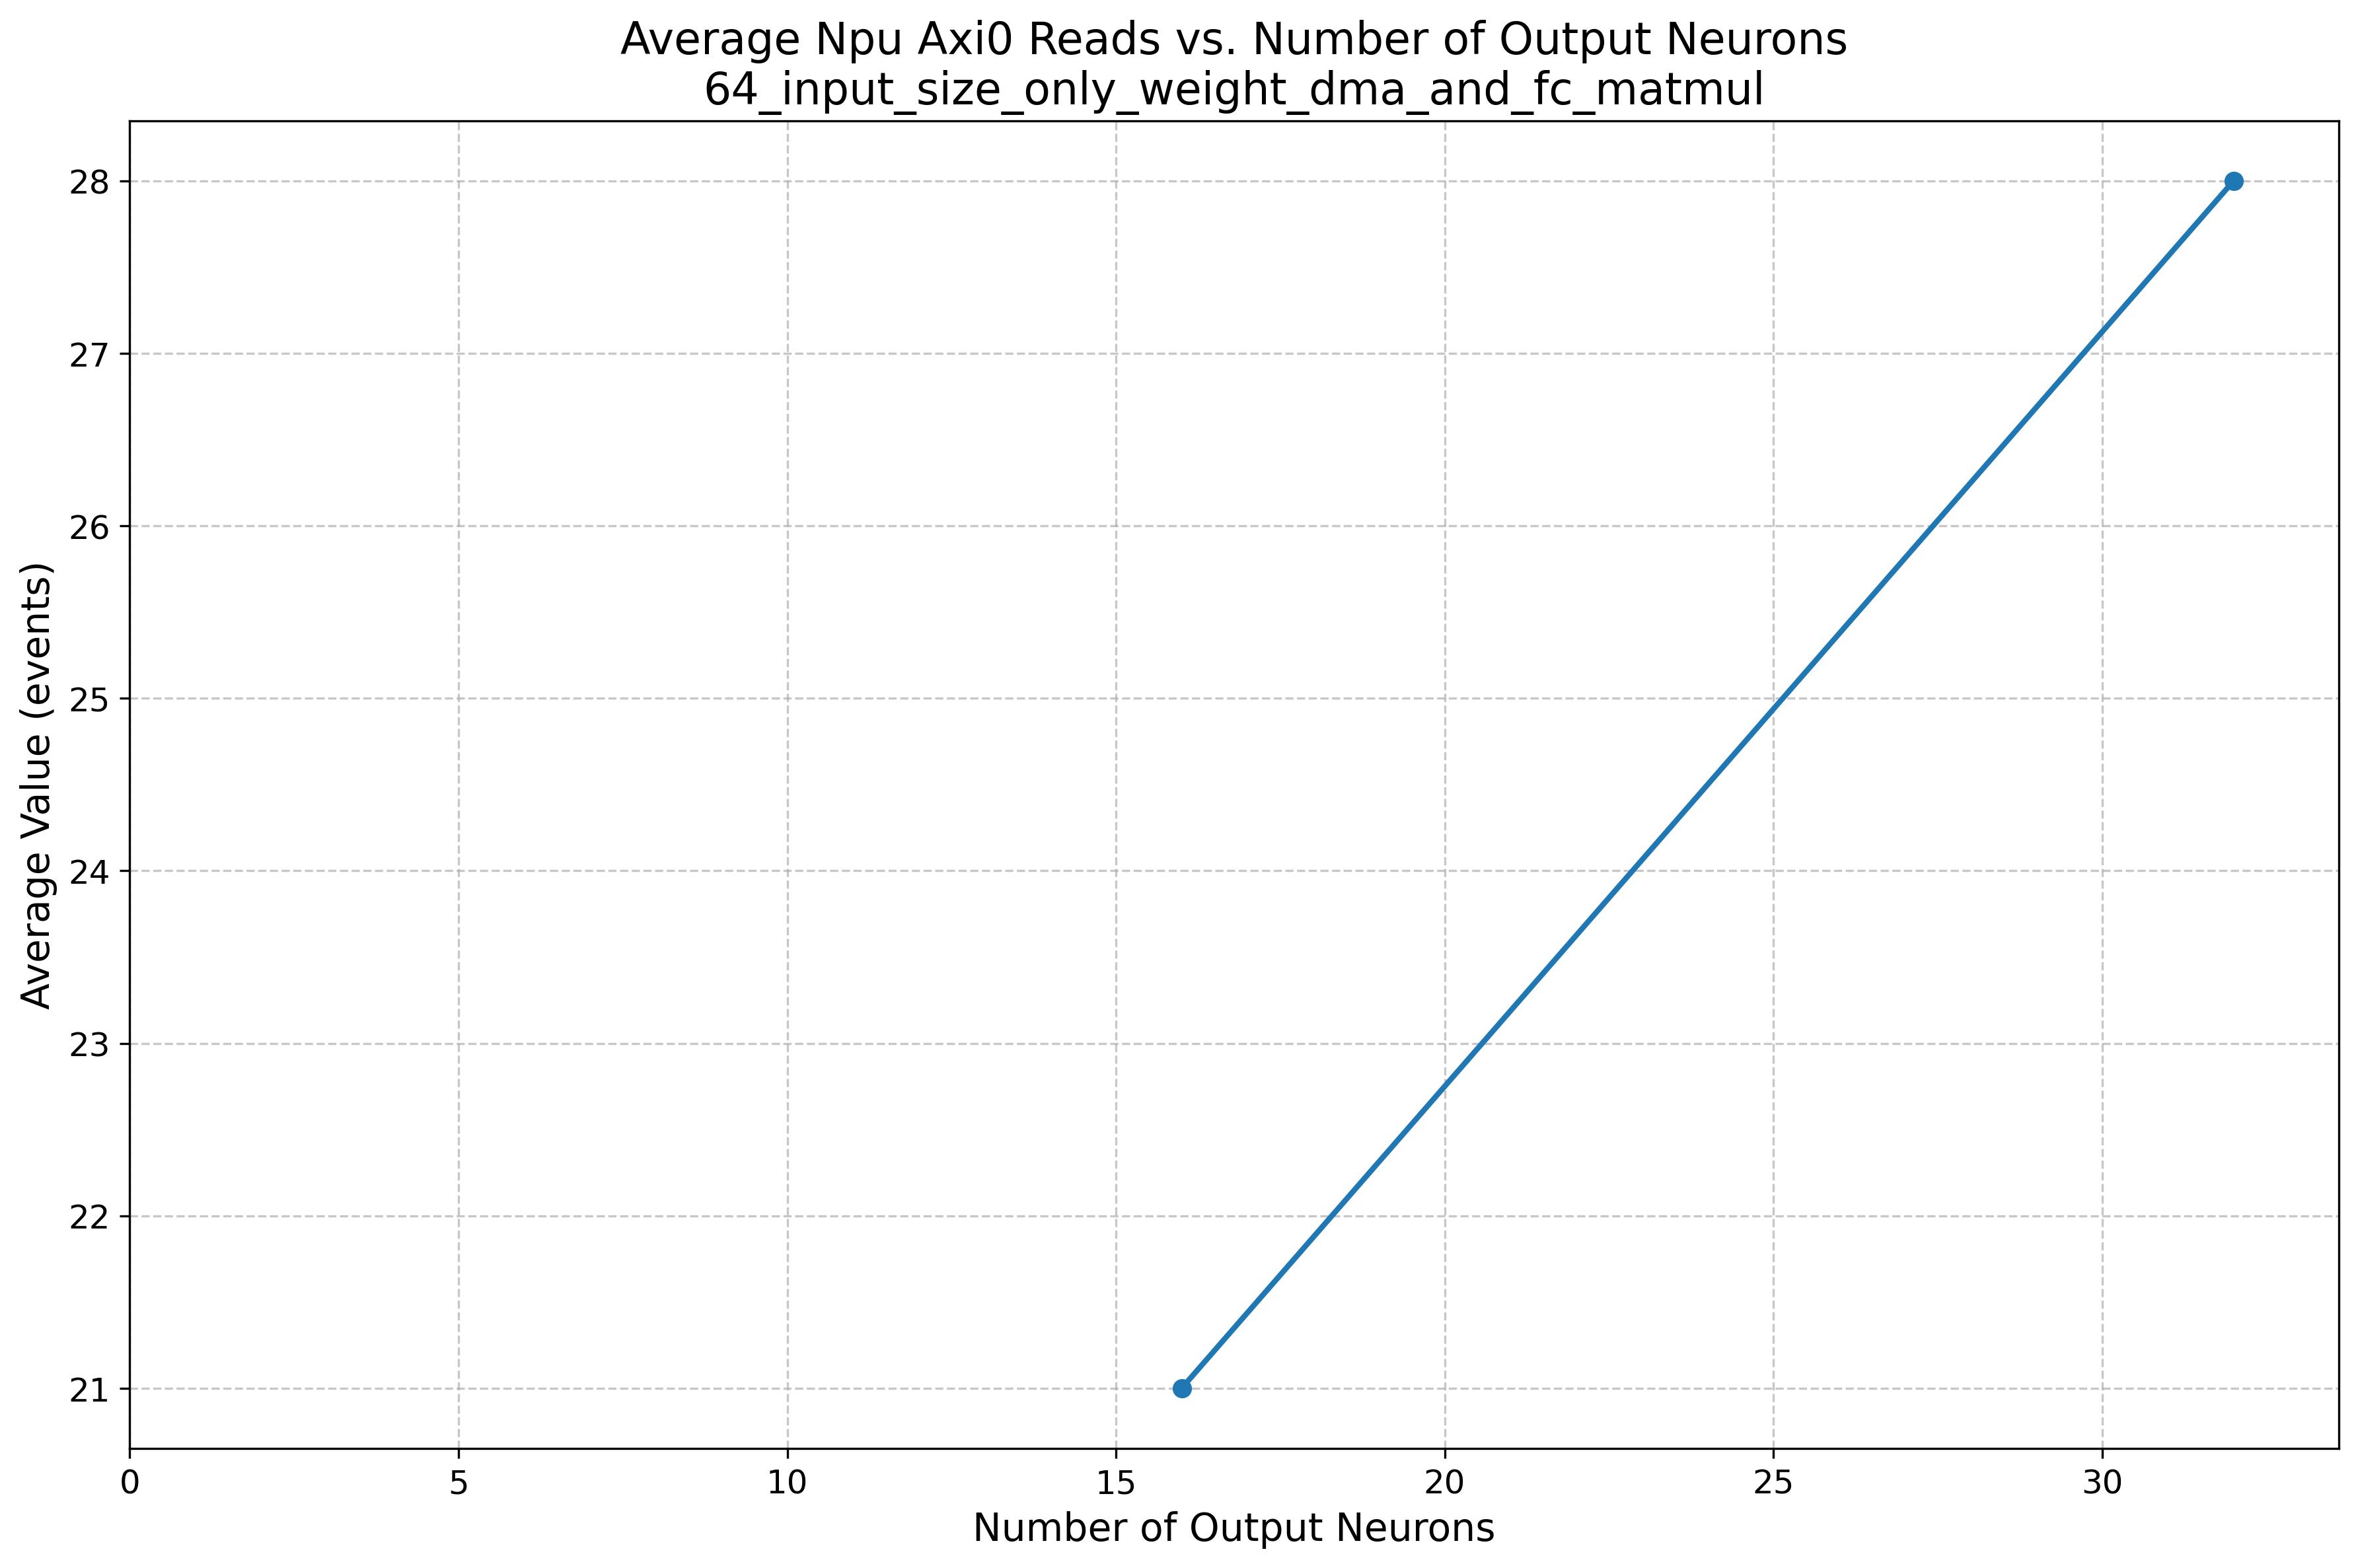 Average Npu Axi0 Reads vs. Number of Output Neurons
64_input_size_only_weight_dma_and_fc_matmul
Average Value (events)
28
27
26
25
24
23
22
21
0 5 10 15 20 25 30
Number of Output Neurons